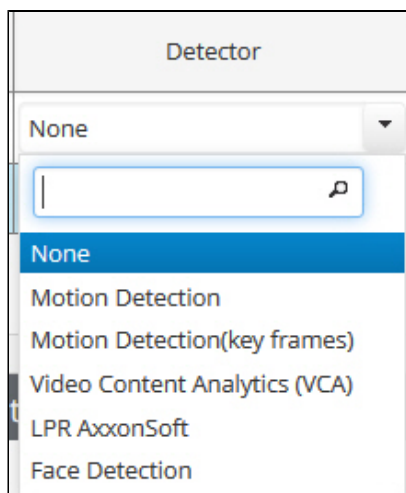 Detector
None
None
Motion Detection
Motion Detection(key frames)
Video Content Analytics (VCA)
LPR AxxonSoft
Face Detection